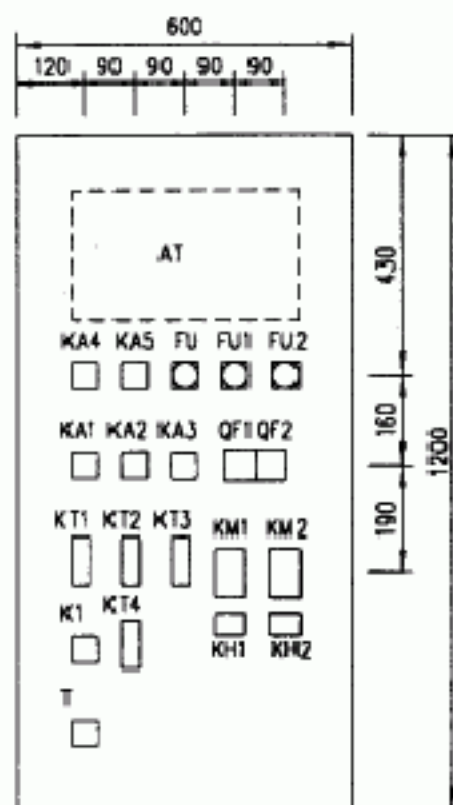 600
120 90 90 90 90
AT
KA4 KA5 FU FU1 FU2
KA1 KA2 KA3 QF1 QF2
KT1 KT2 KT3 KM1 KM2
K1 KT4
KH1 KH2
T
430
160
190
1200